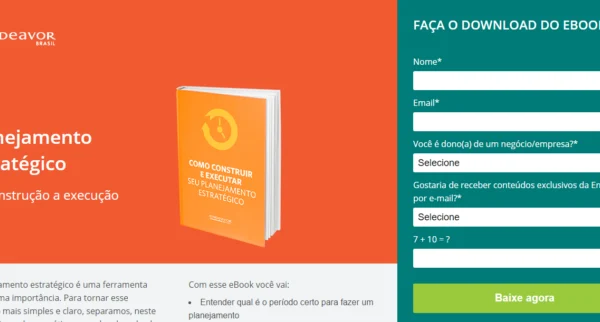 DEAVOR
BRASIL
nejamento
ratégico
nstrução a execução
COMO CONSTRUIR
E EXECUTAR
SEU PLANEJAMENTO
ESTRATÉGICO
amento estratégico é uma ferramenta
ma importância. Para tornar esse
mais simples e claro, separamos, neste
Com esse eBook você vai:
• Entender qual é o período certo para fazer um
planejamento
FAÇA O DOWNLOAD DO EBOO
Nome*
Email*
Você é dono(a) de um negócio/empresa?*
Selecione
Gostaria de receber conteúdos exclusivos da En
por e-mail?*
Selecione
7 + 10 = ?
Baixe agora